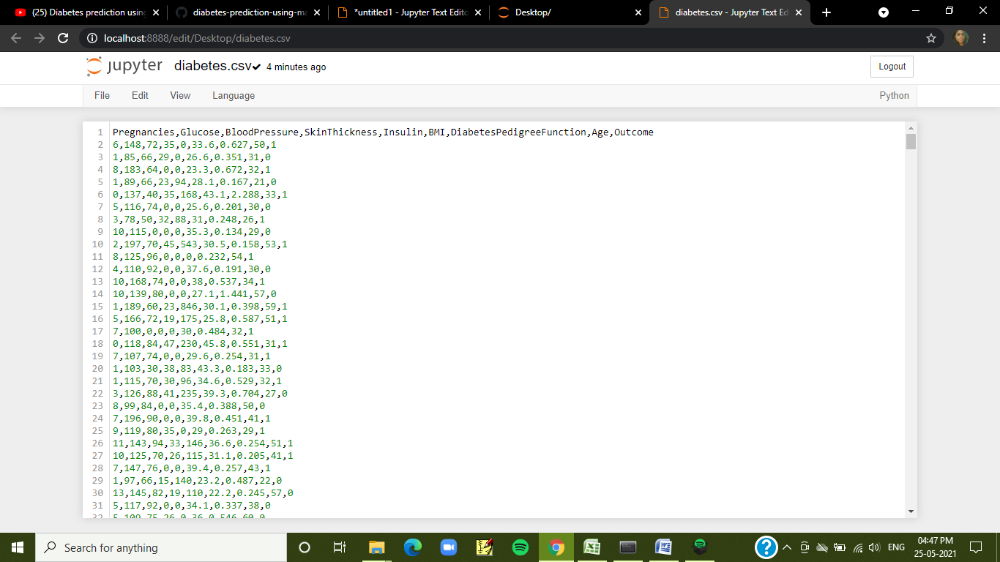 (25) Diabetes prediction using
diabetes-prediction-using-ma
*untitled1 - Jupyter Text Edito
Desktop/
diabetes.csv - Jupyter Text Ed
localhost:8888/edit/Desktop/diabetes.csv
jupyter diabetes.csv 4 minutes ago Logout
File Edit View Language Python
1 Pregnancies,Glucose,BloodPressure,SkinThickness,Insulin,BMI,DiabetesPedigreeFunction,Age,Outcome
2 6,148,72,35,0,33.6,0.627,50,1
3 1,85,66,29,0,26.6,0.351,31,0
4 8,183,64,0,0,23.3,0.672,32,1
5 1,89,66,23,94,28.1,0.167,21,0
6 0,137,40,35,168,43.1,2.288,33,1
7 5,116,74,0,0,25.6,0.201,30,0
8 3,78,50,32,88,31,0.248,26,1
9 10,115,0,0,0,35.3,0.134,29,0
10 2,197,70,45,543,30.5,0.158,53,1
11 8,125,96,0,0,0,0.232,54,1
12 4,110,92,0,0,37.6,0.191,30,0
13 10,168,74,0,0,38,0.537,34,1
14 10,139,80,0,0,27.1,1.441,57,0
15 1,189,60,23,846,30.1,0.398,59,1
16 5,166,72,19,175,25.8,0.587,51,1
17 7,100,0,0,0,30,0.484,32,1
18 0,118,84,47,230,45.8,0.551,31,1
19 7,107,74,0,0,29.6,0.254,31,1
20 1,103,30,38,83,43.3,0.183,33,0
21 1,115,70,30,96,34.6,0.529,32,1
22 3,126,88,41,235,39.3,0.704,27,0
23 8,99,84,0,0,35.4,0.388,50,0
24 7,196,90,0,0,39.8,0.451,41,1
25 9,119,80,35,0,29,0.263,29,1
26 11,143,94,33,146,36.6,0.254,51,1
27 10,125,70,26,115,31.1,0.205,41,1
28 7,147,76,0,0,39.4,0.257,43,1
29 1,97,66,15,140,23.2,0.487,22,0
30 13,145,82,19,110,22.2,0.245,57,0
31 5,117,92,0,0,34.1,0.337,38,0
32 5,109,75,26,0,36,0.546,60,0
Search for anything
ENG
04:47 PM
25-05-2021